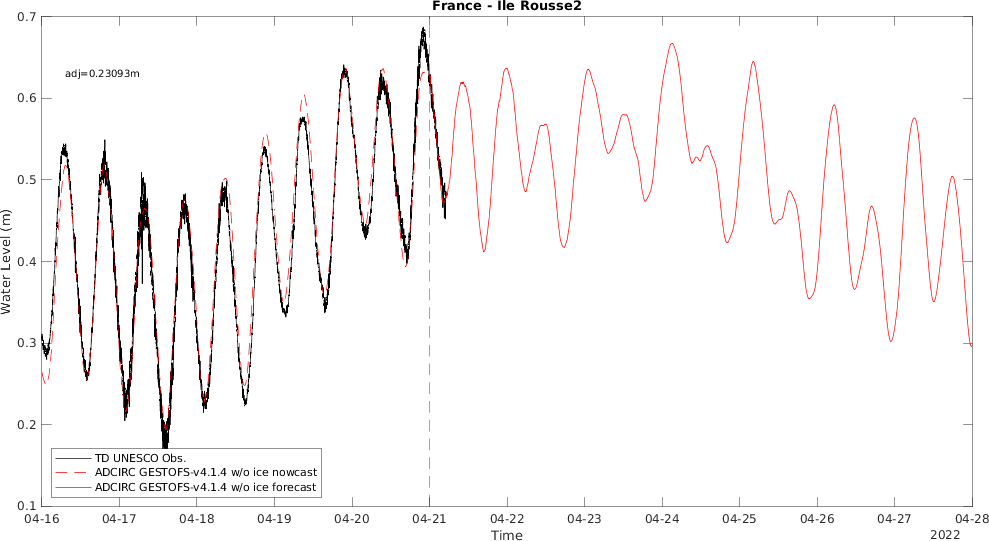 France - Ile Rousse2
0.7
0.6
0.5
0.4
0.3
0.2
0.1
Water Level (m)
adj=0.23093m
TD UNESCO Obs.
ADCIRC GESTOFS-v4.1.4 w/o ice nowcast
ADCIRC GESTOFS-v4.1.4 w/o ice forecast
04-16 04-17 04-18 04-19 04-20 04-21 04-22 04-23 04-24 04-25 04-26 04-27 04-28
Time
2022